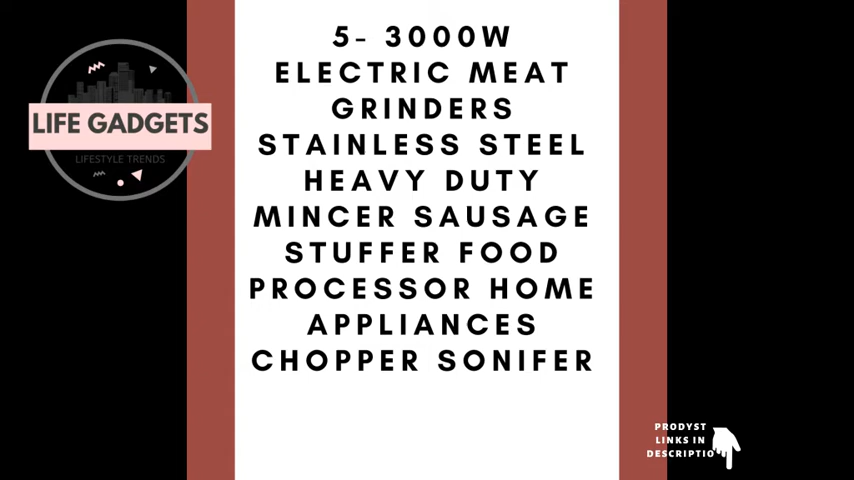 5- 3000W
ELECTRIC MEAT
GRINDERS
STAINLESS STEEL
HEAVY DUTY
MINCER SAUSAGE
STUFFER FOOD
PROCESSOR HOME
APPLIANCES
CHOPPER SONIFER
LIFE GADGETS
LIFESTYLE TRENDS
PRODYST
LINKS IN
DESCRIPTIO